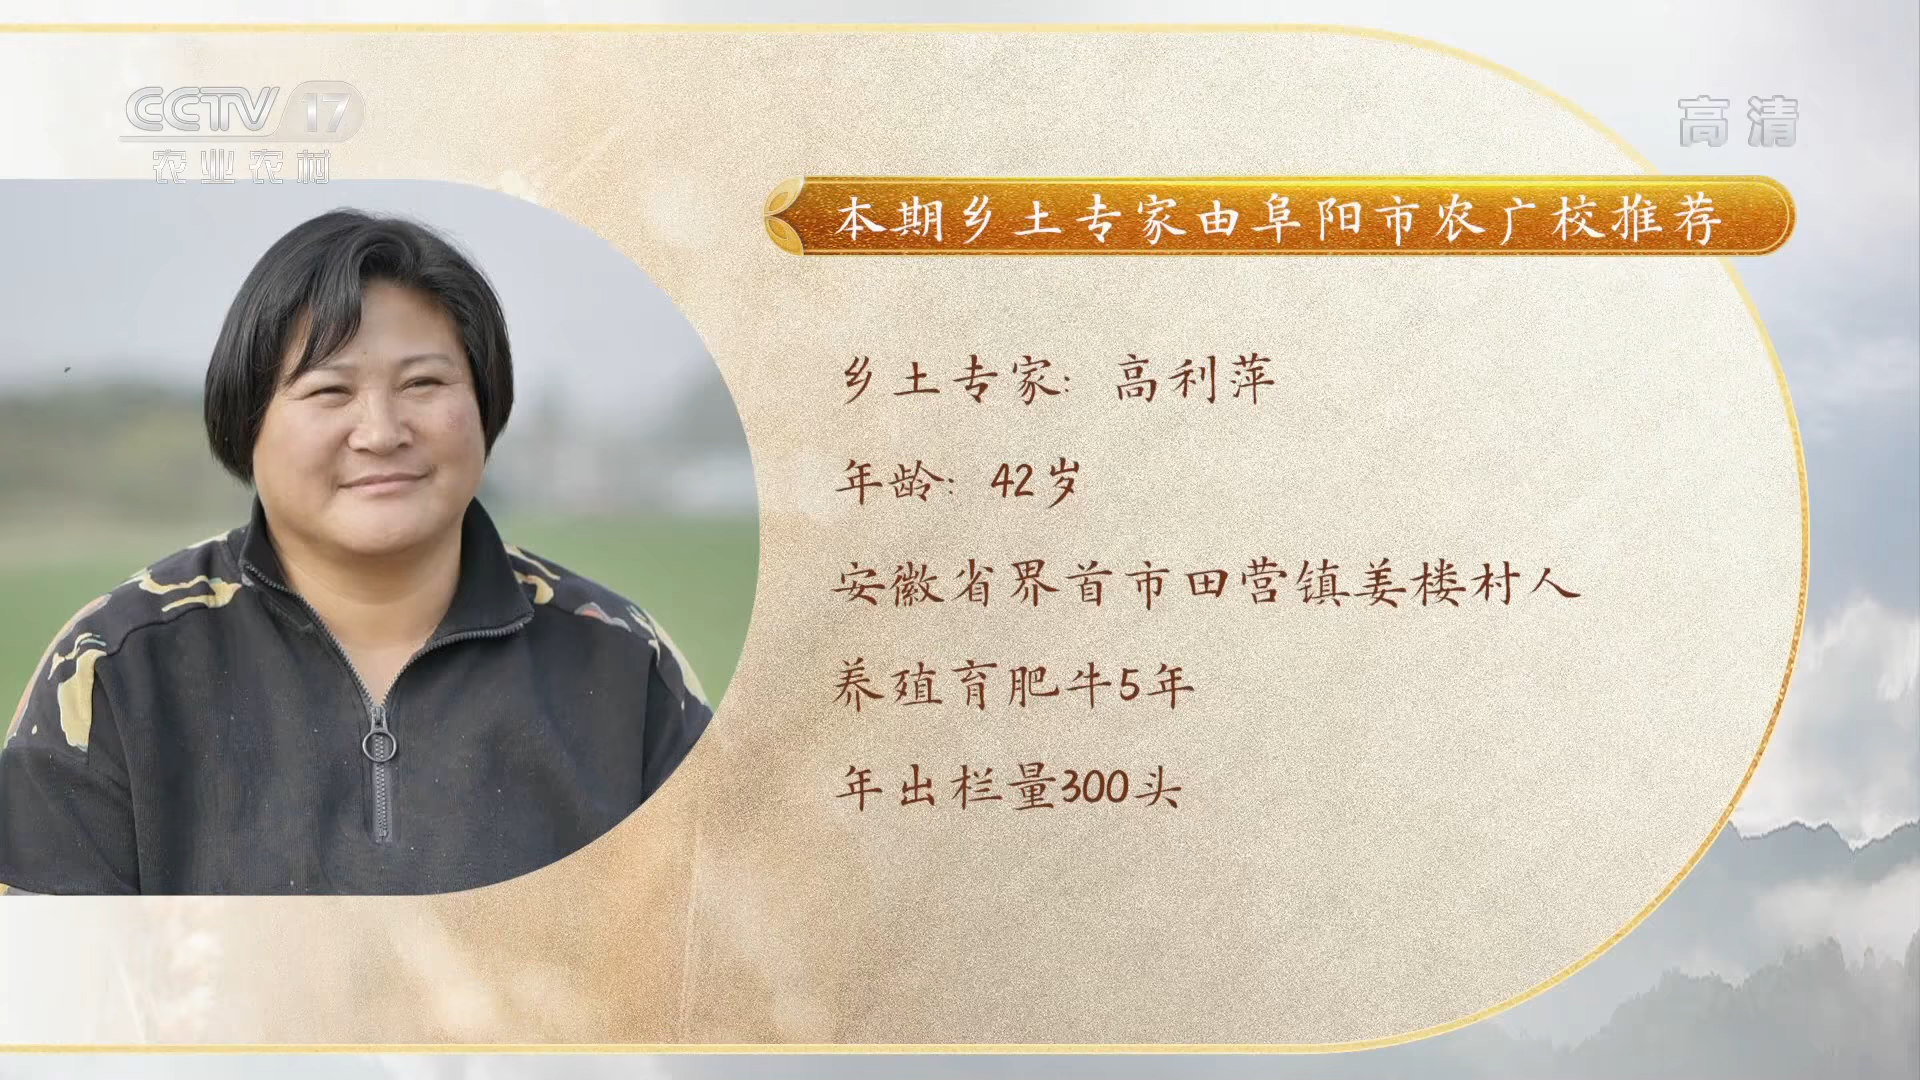 CCTV 17
农业农村
高清
本期乡土专家由阜阳市农广校推荐
乡土专家：高利萍
年龄：42岁
安徽省界首市田营镇姜楼村人
养殖育肥牛5年
年出栏量300头